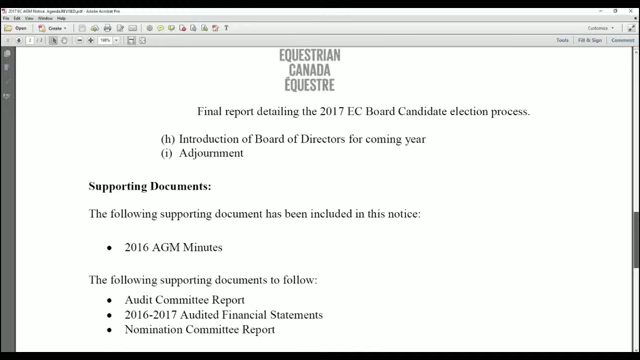 2017 EC AGM Notice Agenda REVISED.pdf - Adobe Acrobat Pro
File Edit View Window Help
Open Create Customize
2 100% Tools Fill & Sign Comment
EQUESTRIAN
CANADA
ÉQUESTRE
Final report detailing the 2017 EC Board Candidate election process.
(h) Introduction of Board of Directors for coming year
(i) Adjournment
Supporting Documents:
The following supporting document has been included in this notice:
• 2016 AGM Minutes
The following supporting documents to follow:
• Audit Committee Report
• 2016-2017 Audited Financial Statements
• Nomination Committee Report